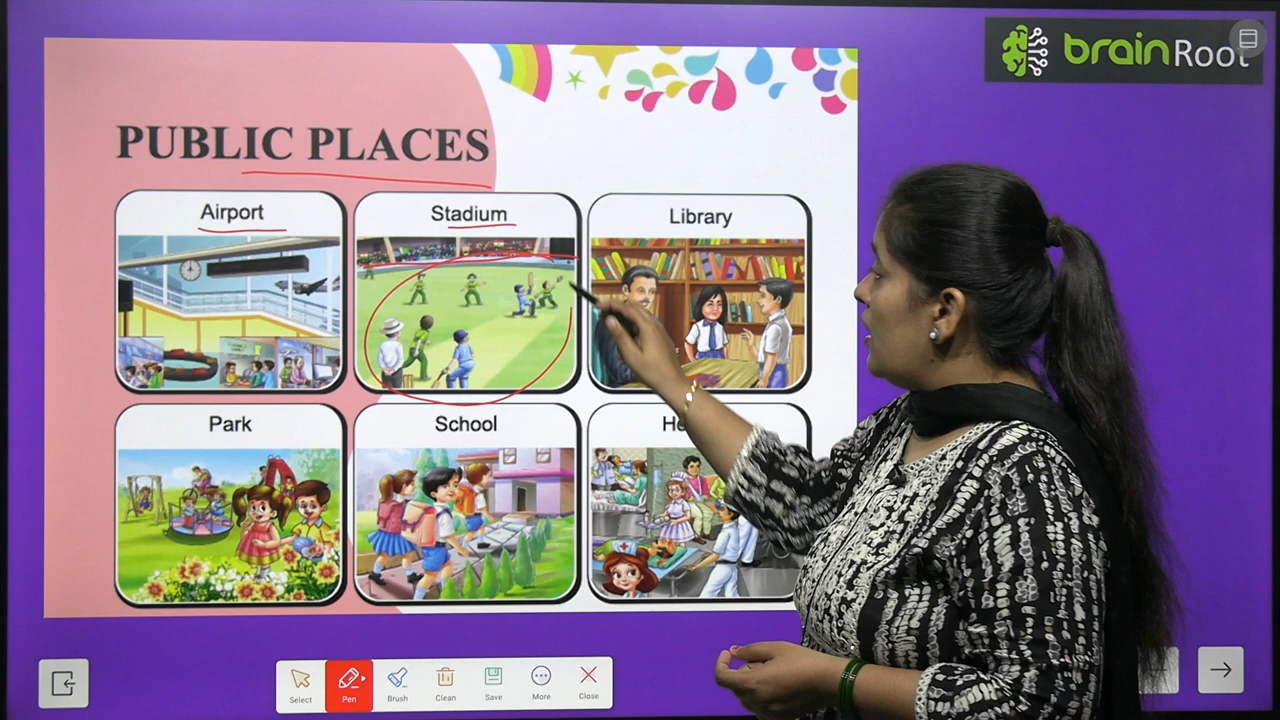 brainRoot
PUBLIC PLACES
Airport
Stadium
Library
Park
School
Select
Pen
Brush
Clean
Save
More
Close